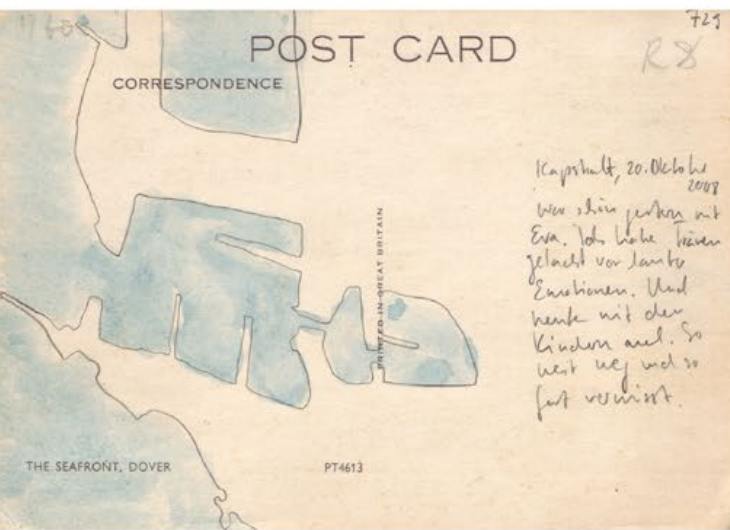 729
POST CARD
R8
CORRESPONDENCE
Kapstadt, 20. Oktober
2008
war schön gestern mit
Eva. Ich habe Tränen
gelacht vor lauter
Emotionen. Und
heute mit den
Kindern auch. So
weit weg und so
fest vermisst.
PRINTED IN GREAT BRITAIN
THE SEAFRONT, DOVER
PT4613